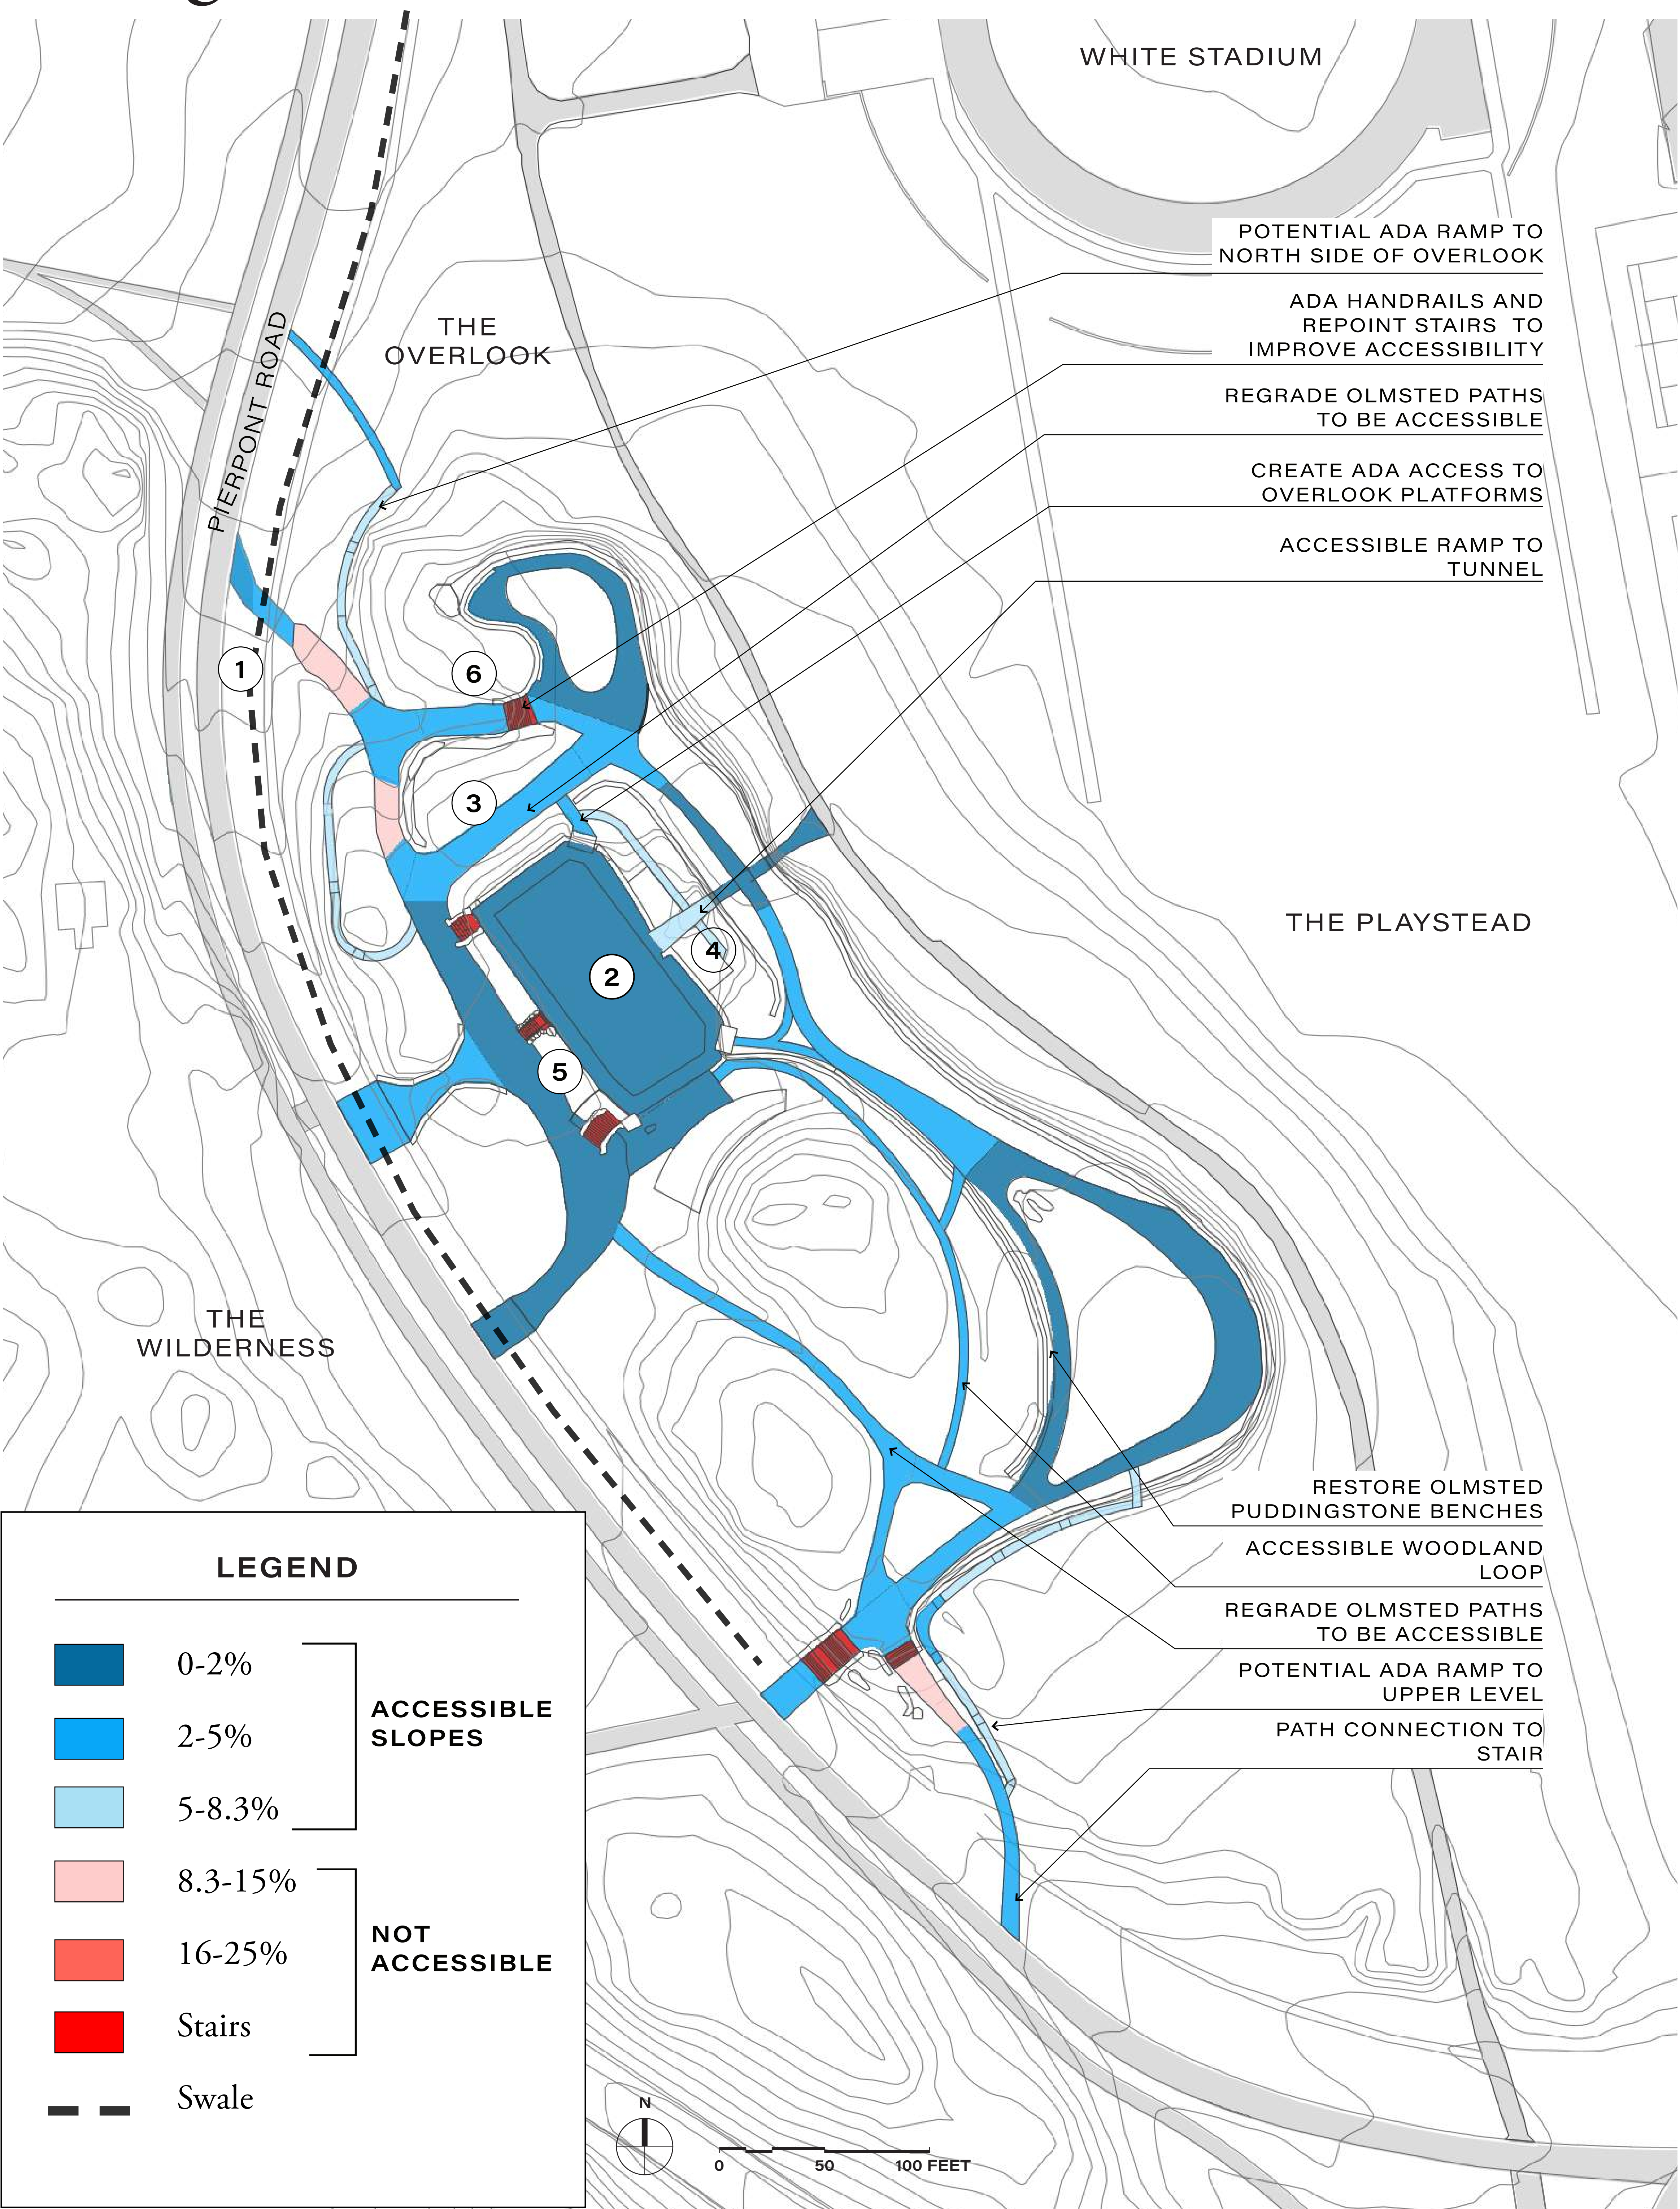 WHITE STADIUM
POTENTIAL ADA RAMP TO
NORTH SIDE OF OVERLOOK
ADA HANDRAILS AND
REPOINT STAIRS TO
IMPROVE ACCESSIBILITY
THE
OVERLOOK
PIERPONT ROAD
REGRADE OLMSTED PATHS
TO BE ACCESSIBLE
CREATE ADA ACCESS TO
OVERLOOK PLATFORMS
ACCESSIBLE RAMP TO
TUNNEL
1
6
3
THE PLAYSTEAD
4
2
5
THE
WILDERNESS
RESTORE OLMSTED
PUDDINGSTONE BENCHES
ACCESSIBLE WOODLAND
LOOP
REGRADE OLMSTED PATHS
TO BE ACCESSIBLE
POTENTIAL ADA RAMP TO
UPPER LEVEL
PATH CONNECTION TO
STAIR
LEGEND
0-2%
2-5%
5-8.3%
ACCESSIBLE
SLOPES
8.3-15%
16-25%
Stairs
NOT
ACCESSIBLE
Swale
N
0 50 100 FEET